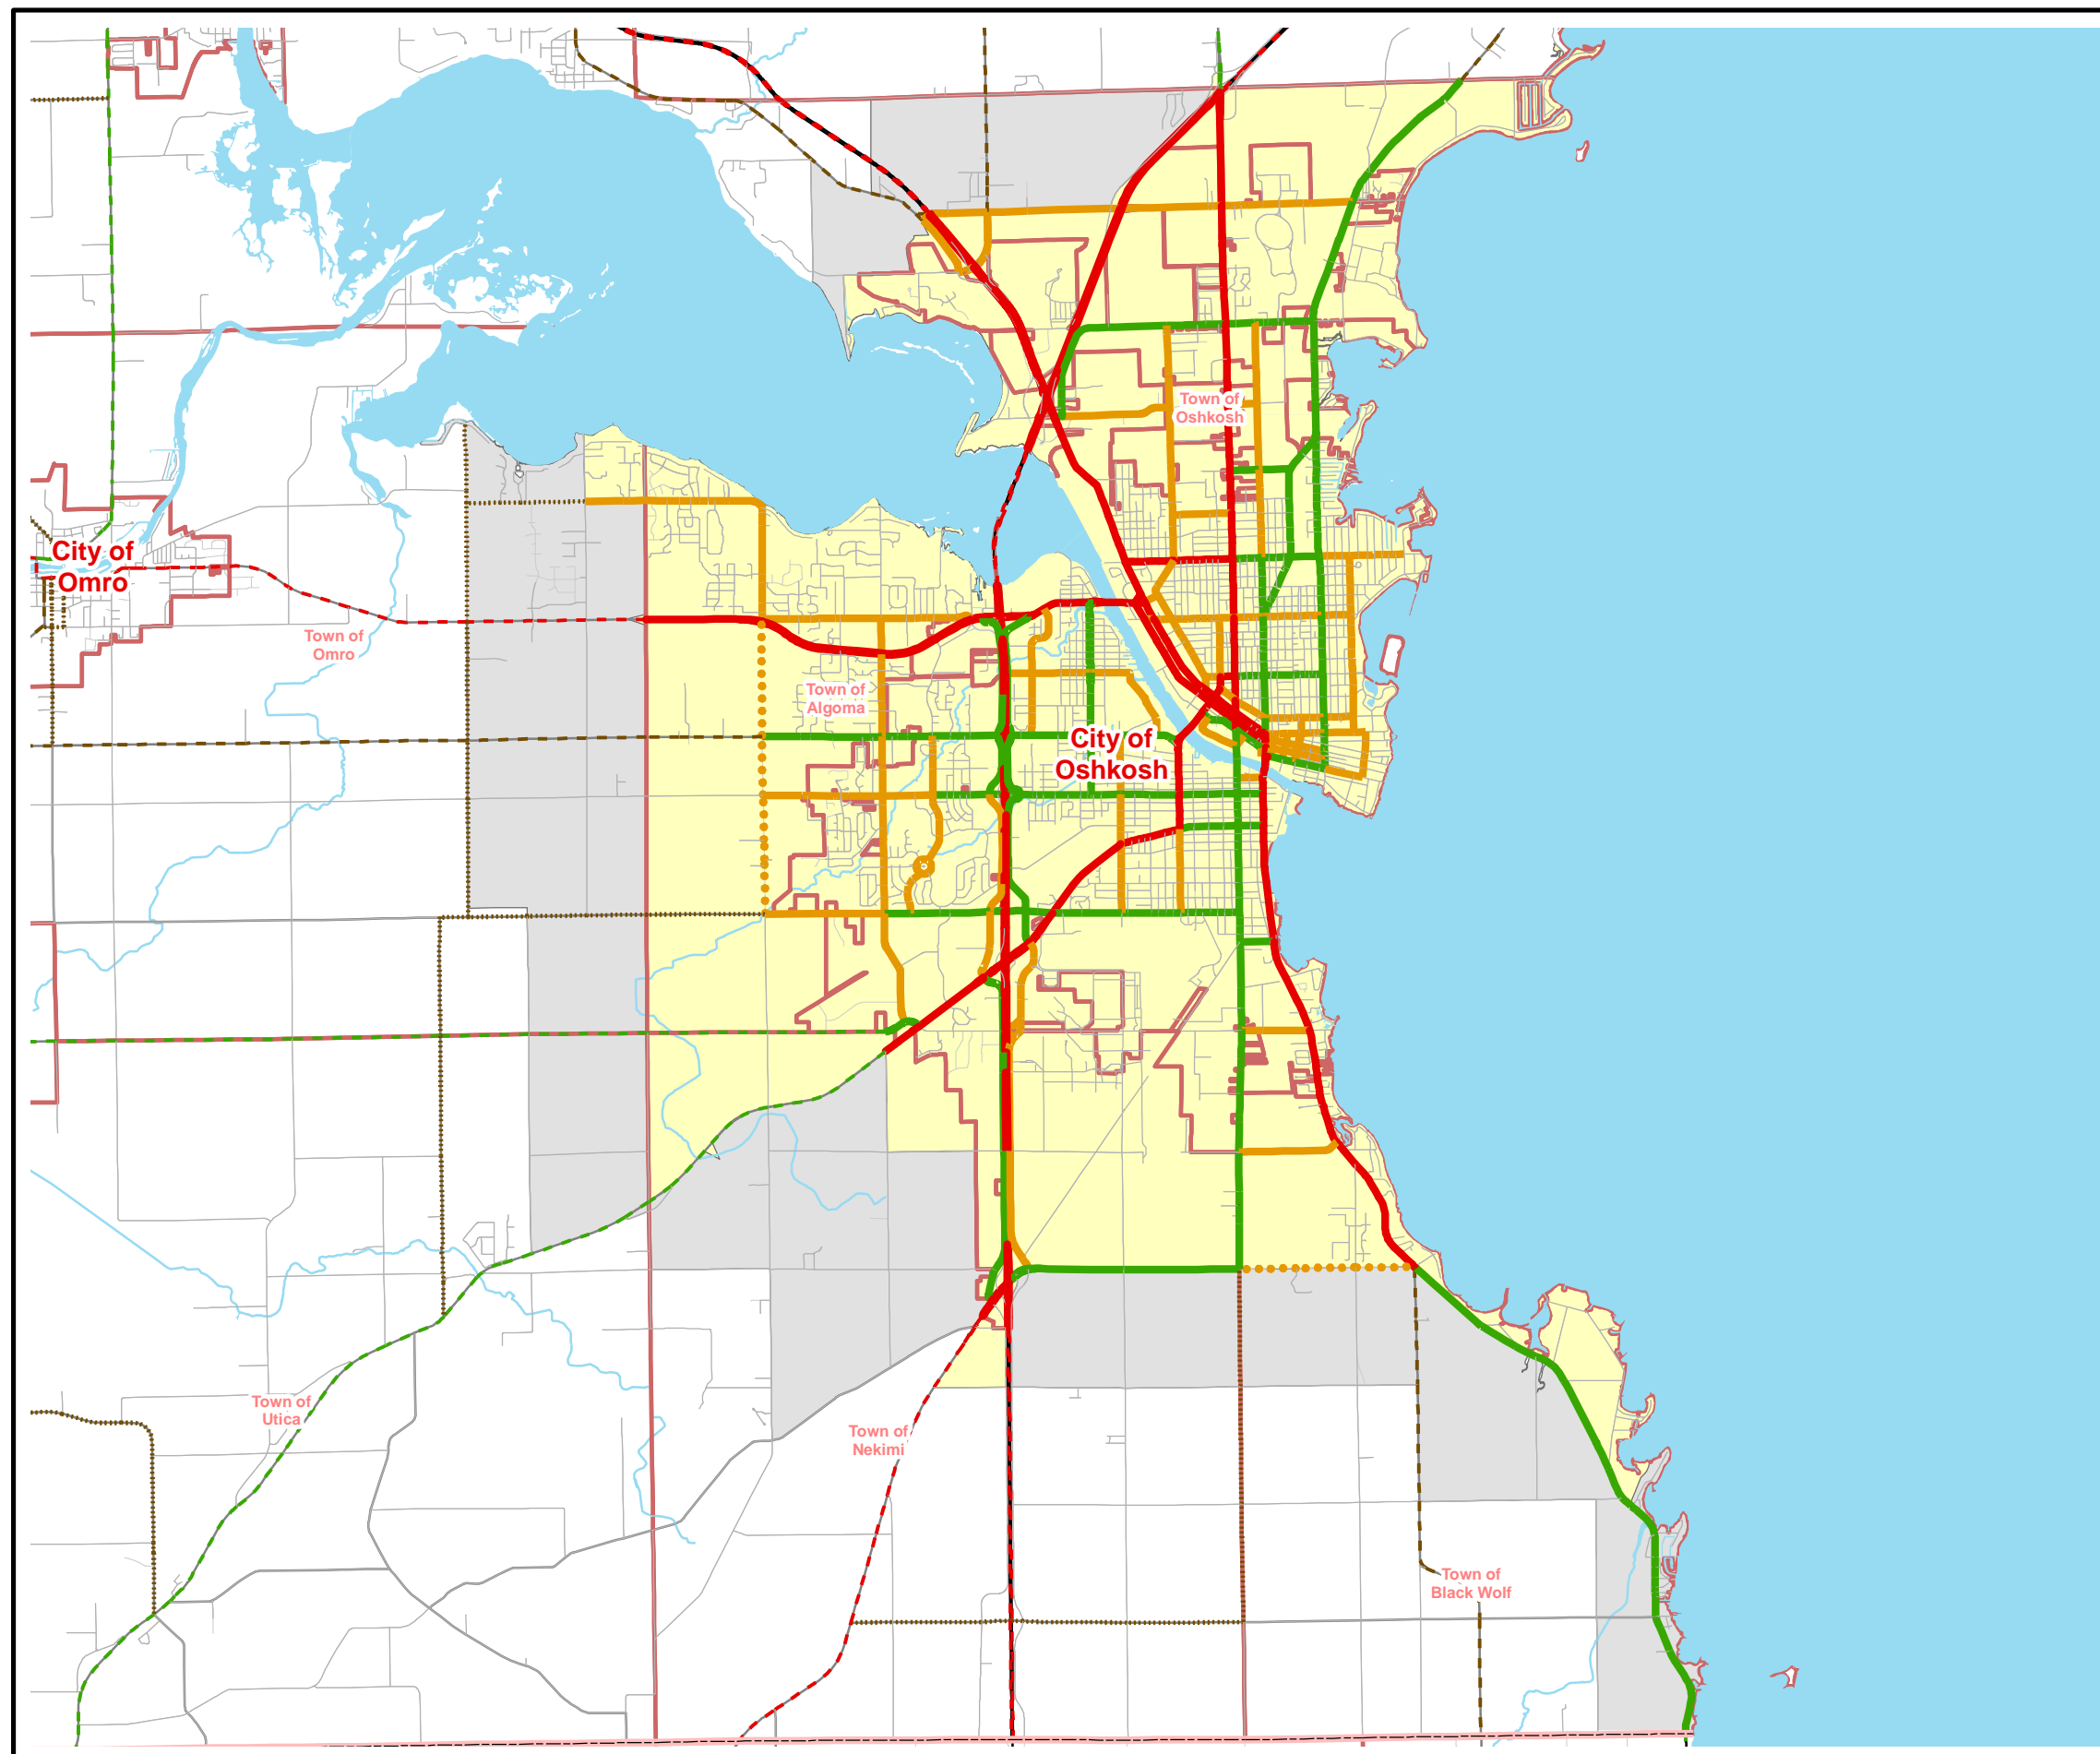 Town of
Oshkosh
City of
Omro
Town of
Omro
Town of
Algoma
City of
Oshkosh
Town of
Utica
Town of
Nekimi
Town of
Black Wolf